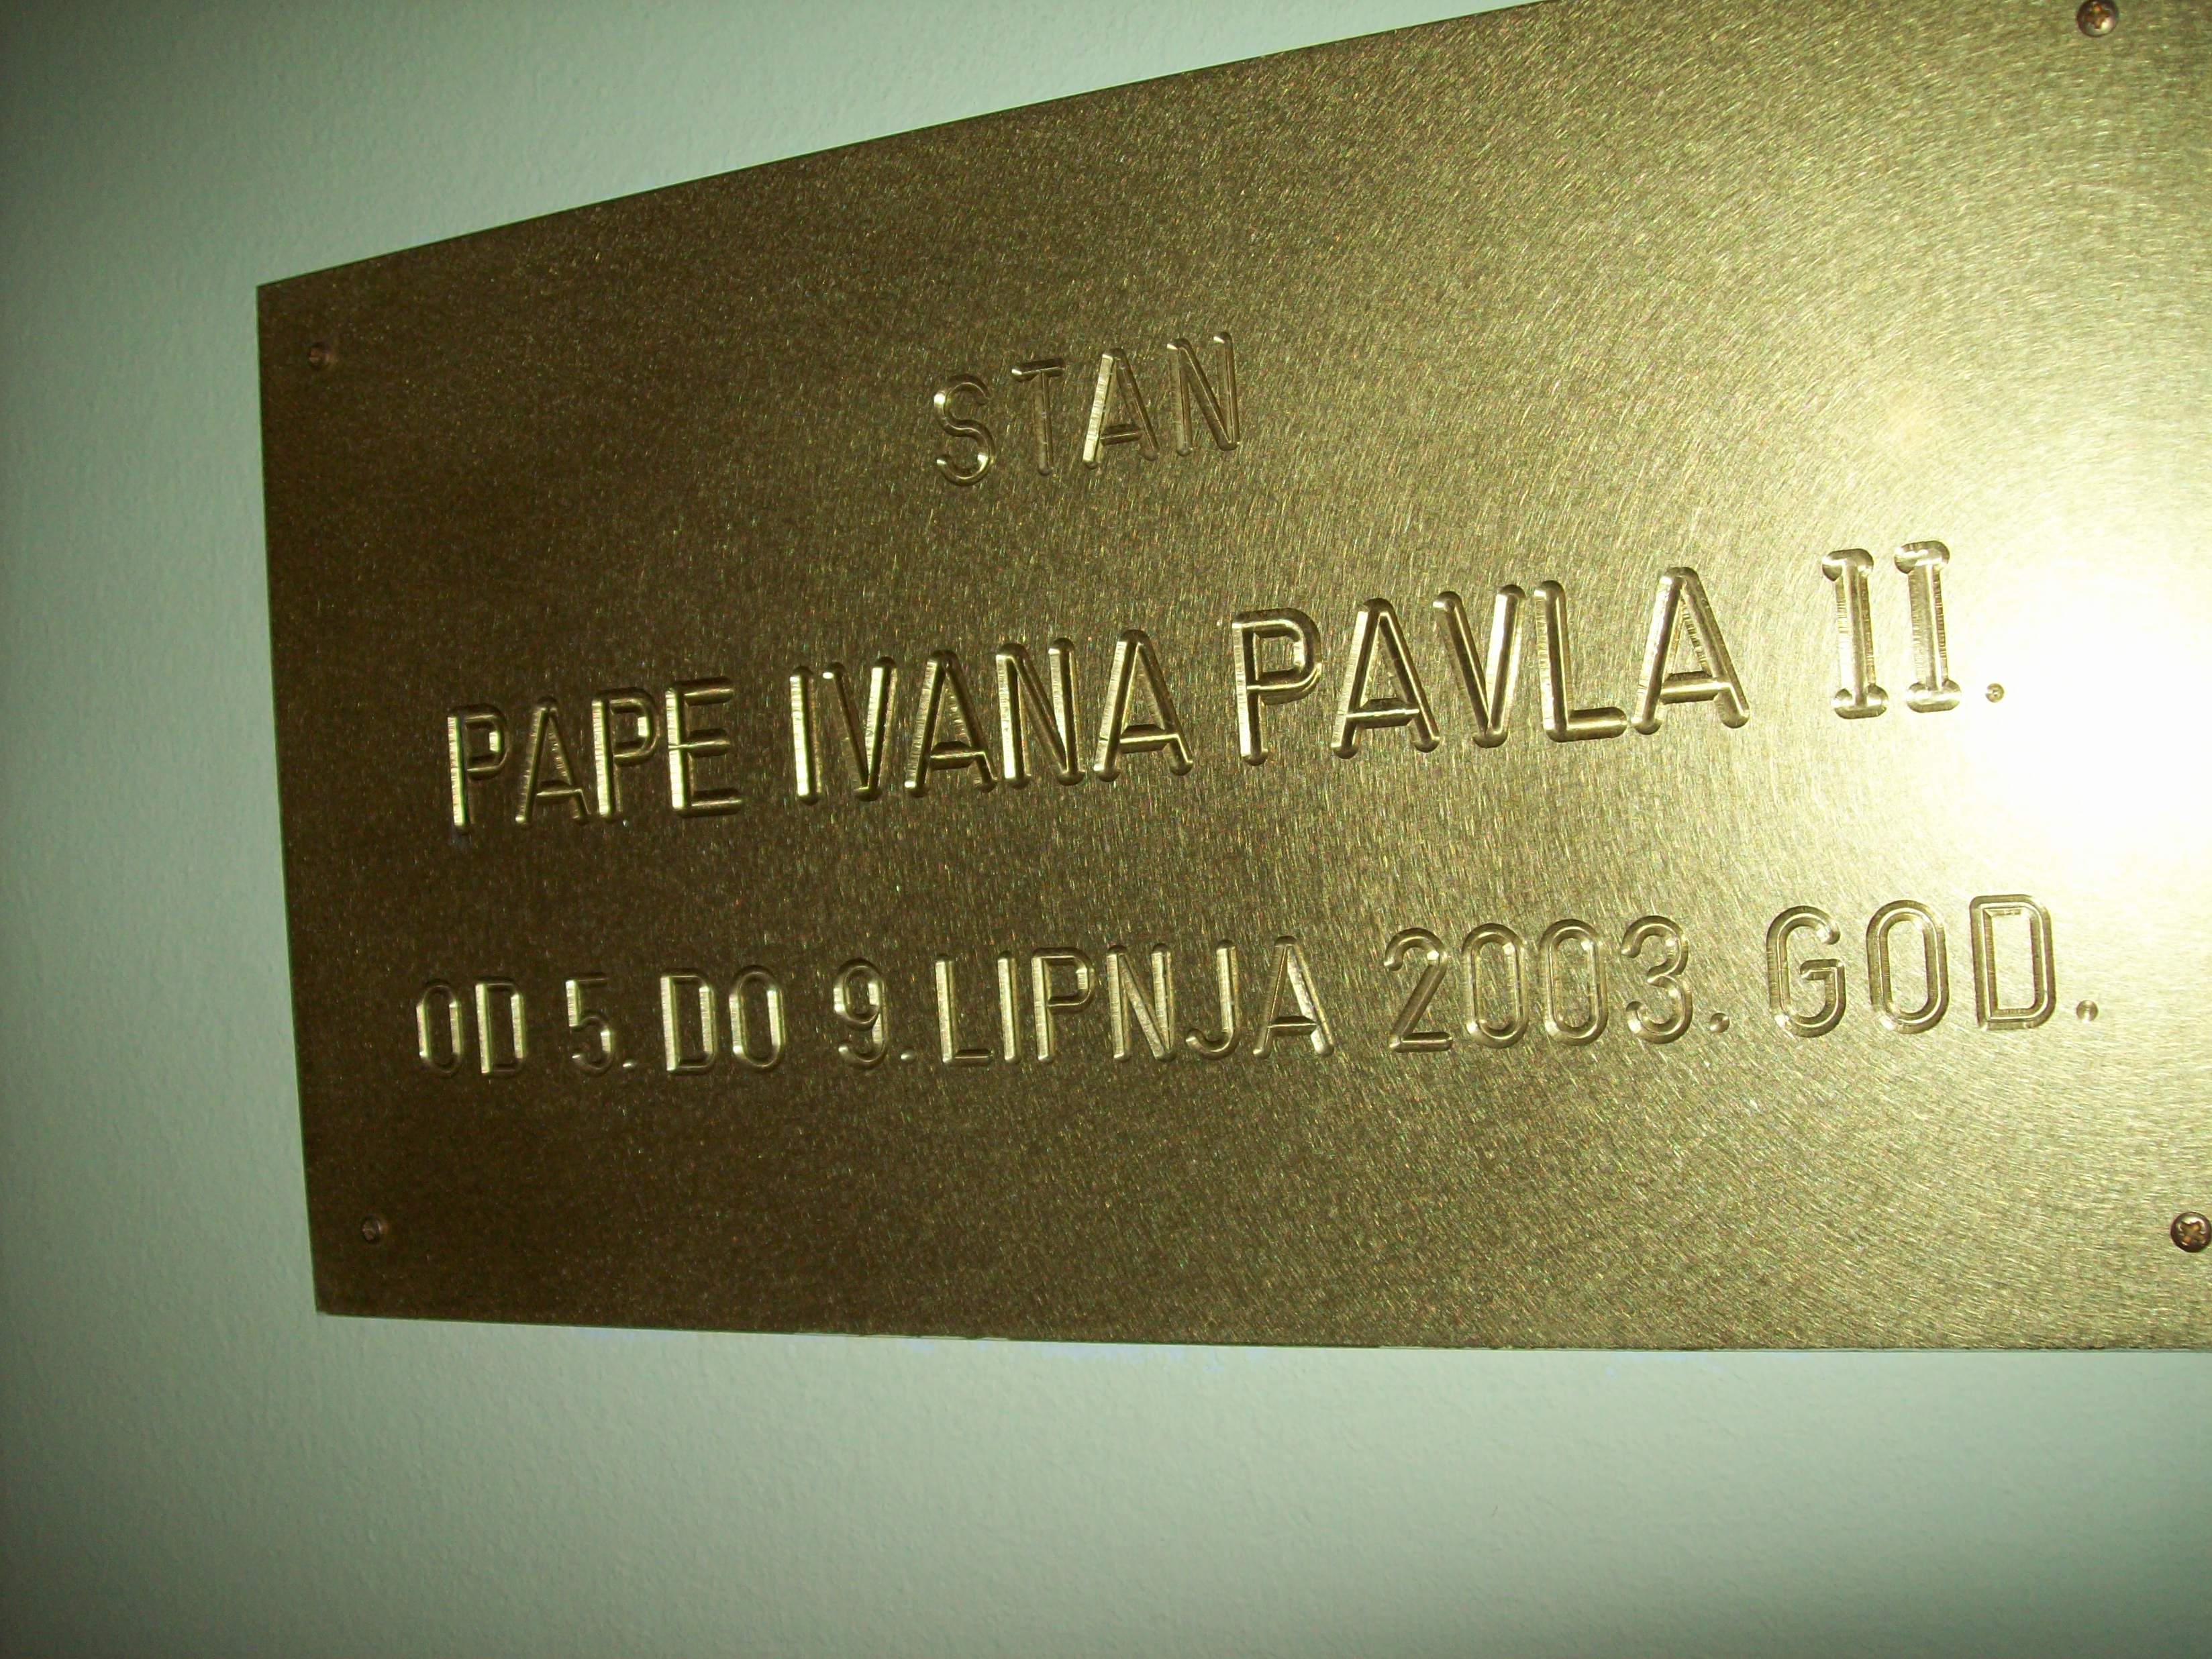 STAN
PAPE IVANA PAVLA II.
OD 5. DO 9. LIPNJA 2003. GOD.